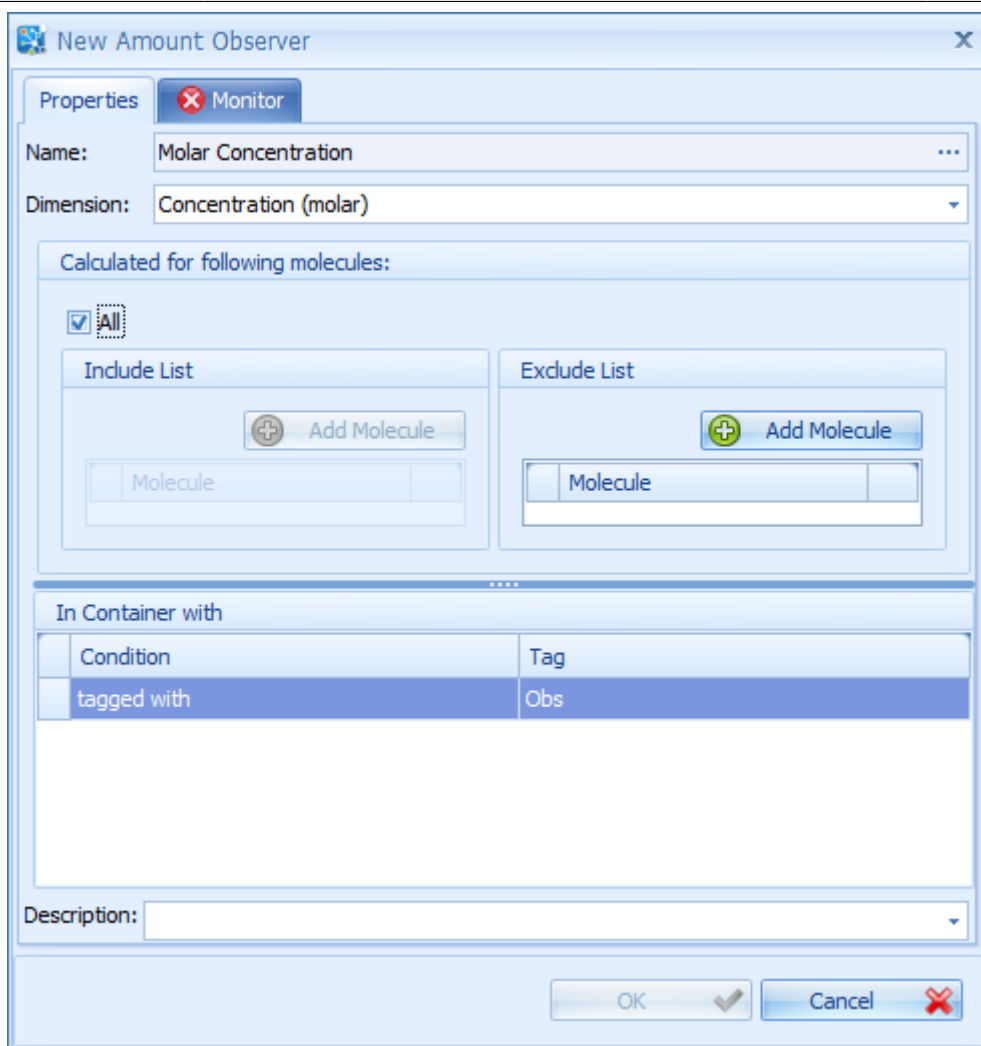 New Amount Observer
Properties Monitor
Name: Molar Concentration ...
Dimension: Concentration (molar)
Calculated for following molecules:
All
Include List Exclude List
Add Molecule Add Molecule
Molecule Molecule
In Container with
Condition Tag
tagged with Obs
Description:
OK Cancel